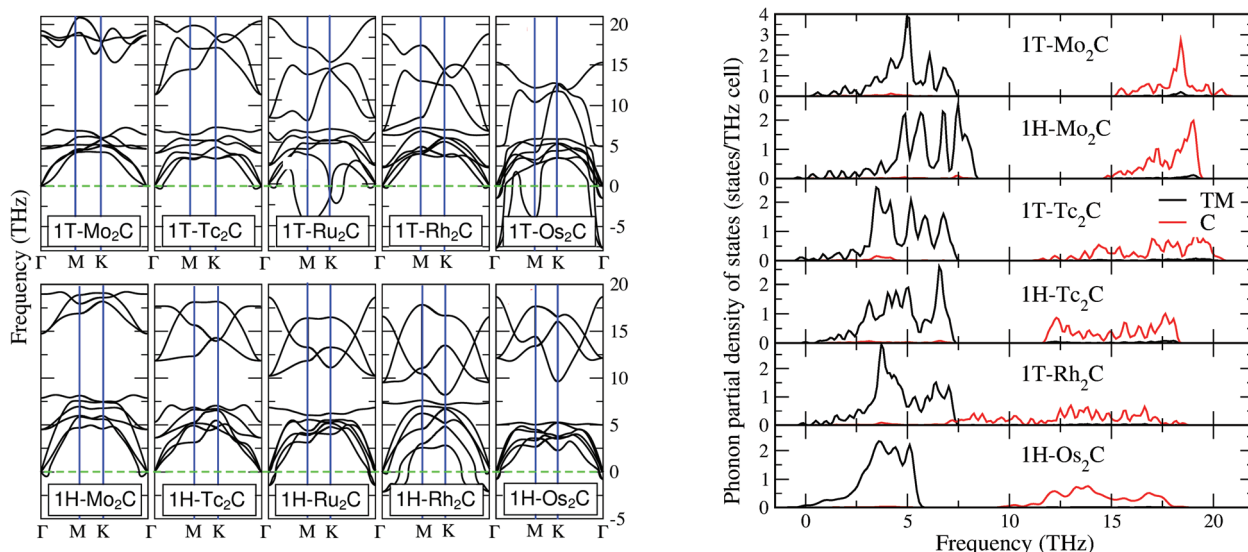 Frequency (THz)
20
15
10
5
0
-5
1T-Mo₂C
1T-Tc₂C
1T-Ru₂C
1T-Rh₂C
1T-Os₂C
Γ M K Γ M K Γ M K Γ M K Γ M K Γ
20
15
10
5
0
-5
1H-Mo₂C
1H-Tc₂C
1H-Ru₂C
1H-Rh₂C
1H-Os₂C
Γ M K Γ M K Γ M K Γ M K Γ M K Γ
Phonon partial density of states (states/THz cell)
4
3
2
1
0
1T-Mo₂C
2
1
0
1H-Mo₂C
2
1
0
1T-Tc₂C
TM
C
2
1
0
1H-Tc₂C
2
1
0
1T-Rh₂C
2
1
0
1H-Os₂C
0 5 10 15 20
Frequency (THz)